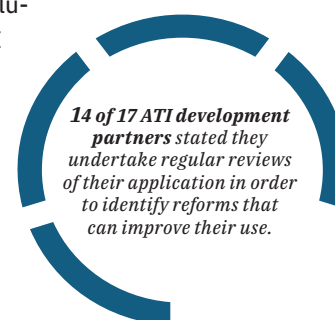 lu-
14 of 17 ATI development
partners stated they
undertake regular reviews
of their application in order
to identify reforms that
can improve their use.